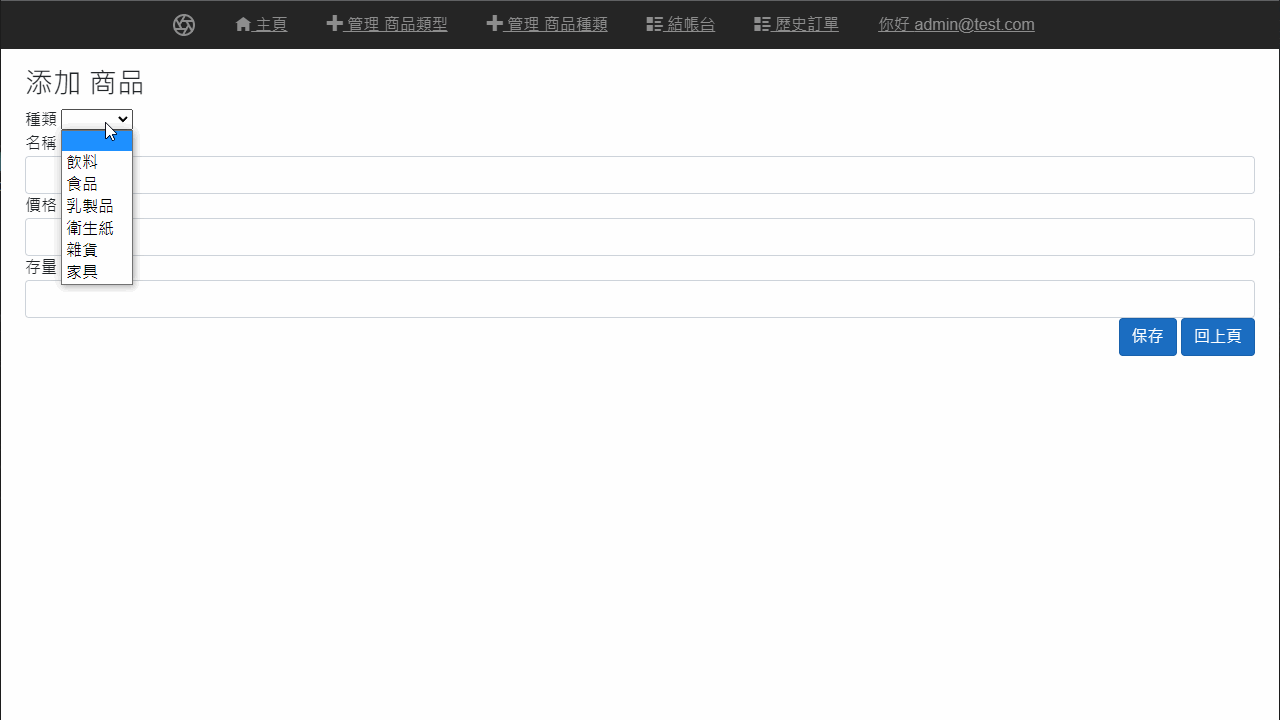 主頁 管理 商品類型 管理 商品種類 結帳台 歷史訂單 你好 admin@test.com
添加 商品
種類
名稱
飲料
食品
乳製品
價格
衛生紙
雜貨
存量
家具
保存 回上頁